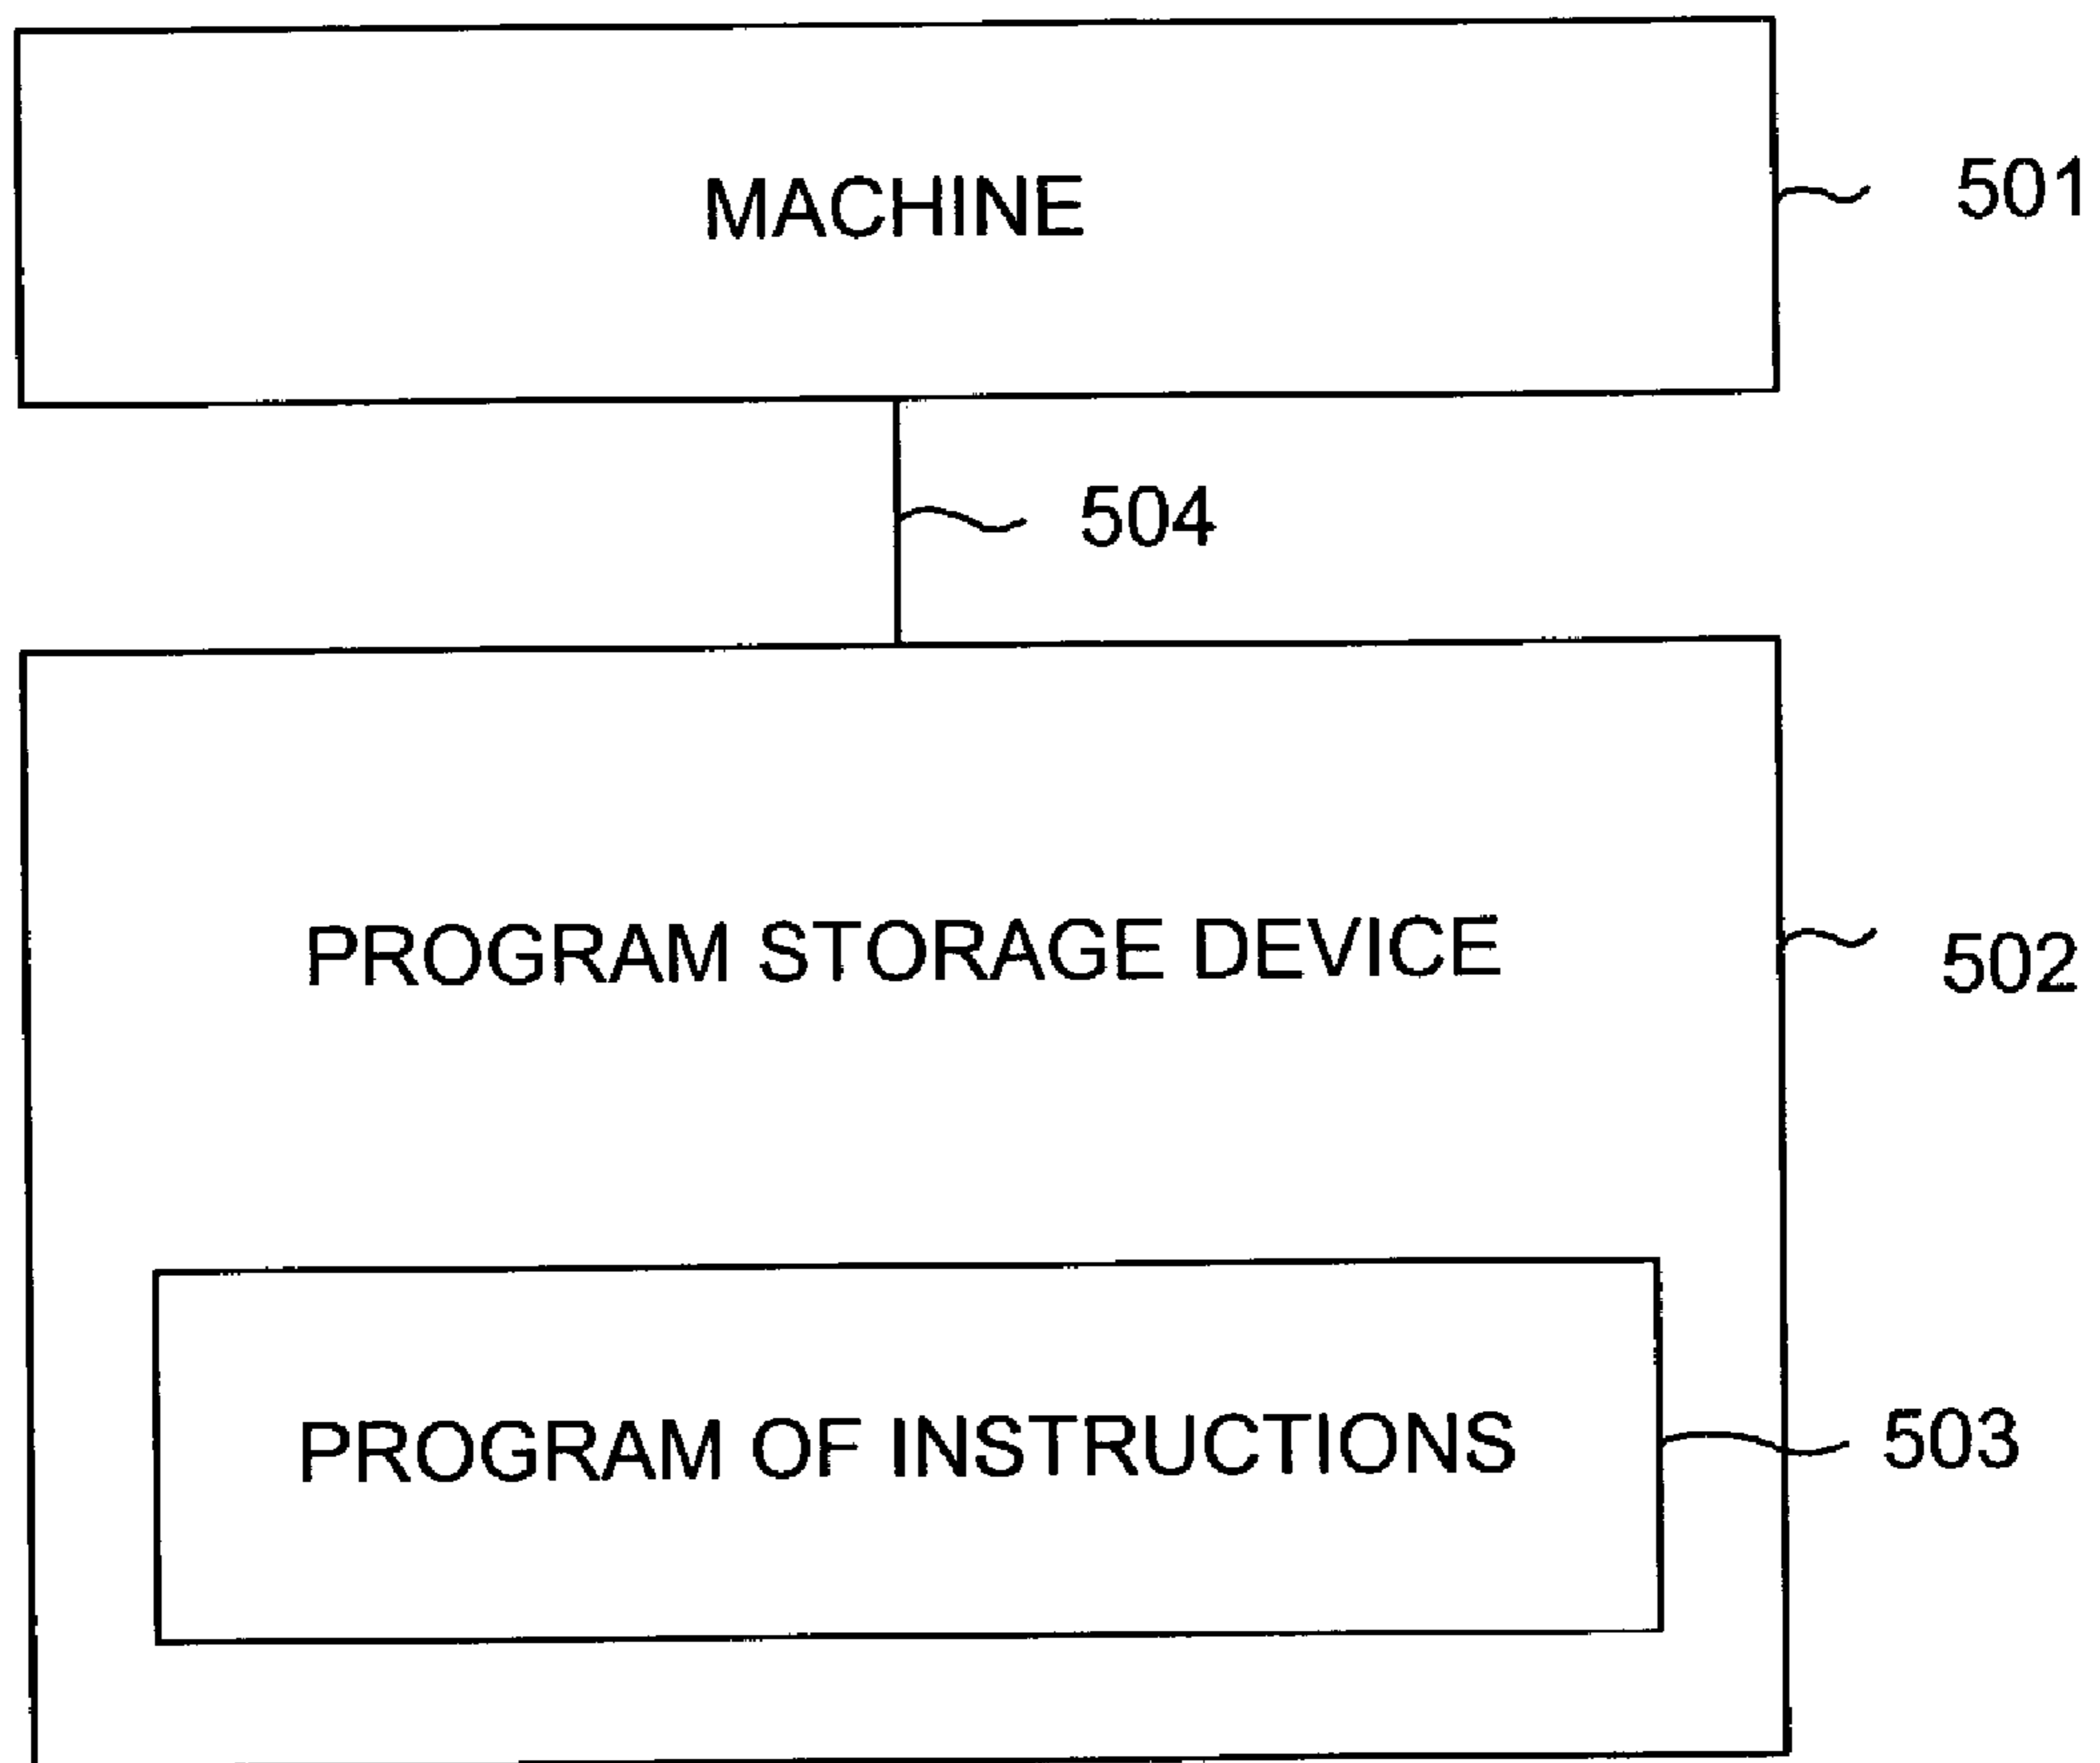 MACHINE
501
504
PROGRAM STORAGE DEVICE
502
PROGRAM OF INSTRUCTIONS
503